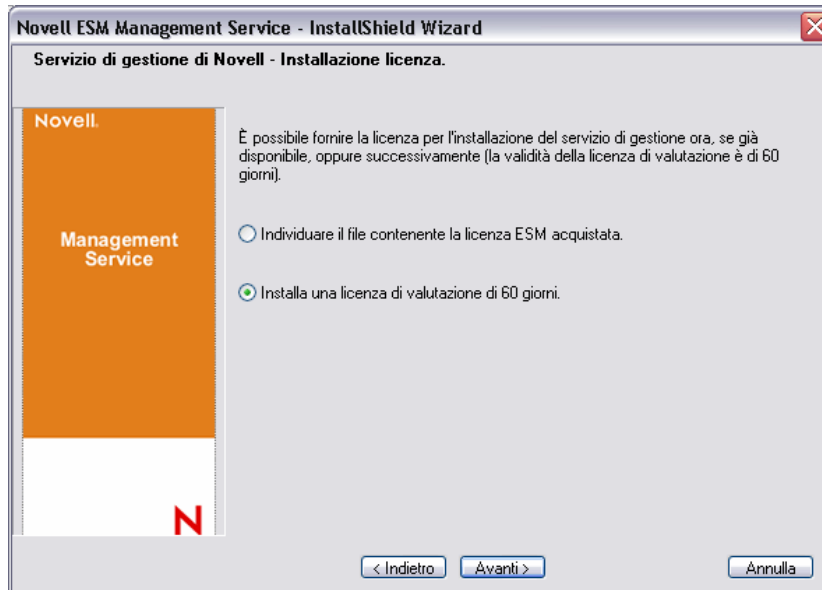 Novell ESM Management Service - InstallShield Wizard
Servizio di gestione di Novell - Installazione licenza.
Novell.
Management
Service
N
È possibile fornire la licenza per l'installazione del servizio di gestione ora, se già
disponibile, oppure successivamente (la validità della licenza di valutazione è di 60
giorni).
Individuare il file contenente la licenza ESM acquistata.
Installa una licenza di valutazione di 60 giorni.
< Indietro
Avanti >
Annulla